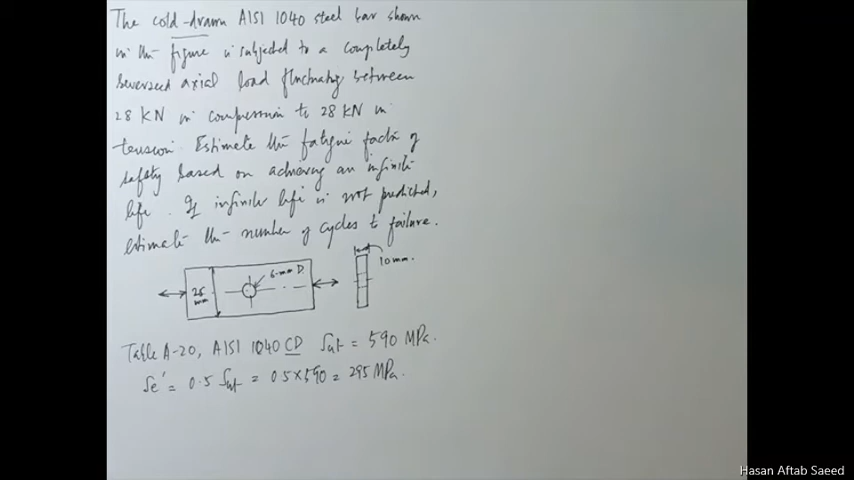 The cold-drawn AISI 1040 steel bar shown
in the figure is subjected to a completely
reversed axial load fluctuating between
28 KN in compression to 28 KN in
tension. Estimate the fatigue factor of
safety based on achieving an infinite
life. If infinite life is not predicted,
estimate the number of cycles to failure.
6-mm D
25 mm
10 mm.
Table A-20, AISI 1040 CD Sut = 590 MPa.
Se' = 0.5 Sut = 0.5 x 590 = 295 MPa.
Hasan Aftab Saeed